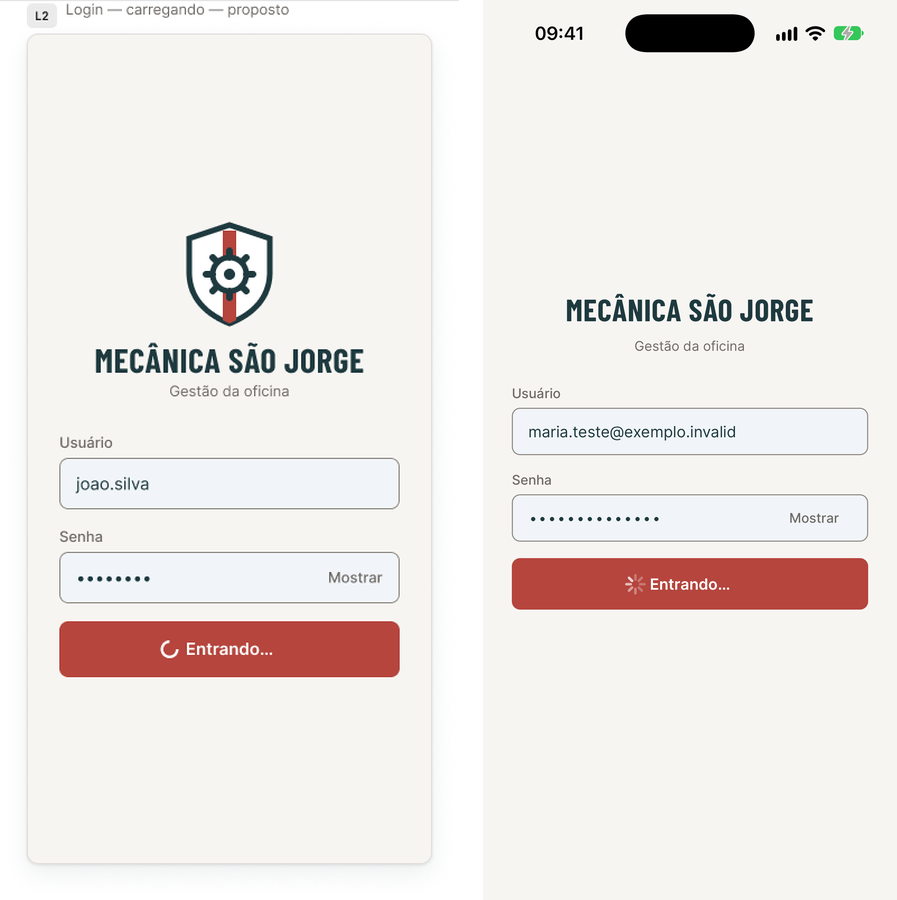 L2 Login — carregando — proposto
MECÂNICA SÃO JORGE
Gestão da oficina
Usuário
joao.silva
Senha
••••••••
Mostrar
Entrando...
09:41
MECÂNICA SÃO JORGE
Gestão da oficina
Usuário
maria.teste@exemplo.invalid
Senha
••••••••••••••
Mostrar
Entrando...